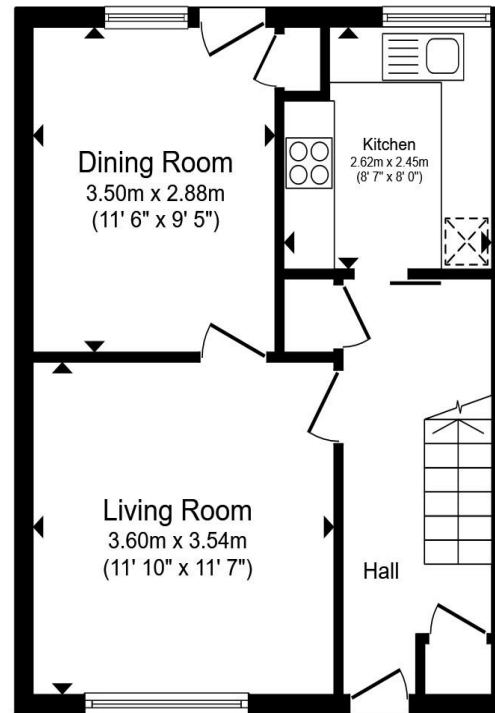 Dining Room
3.50m x 2.88m
(11' 6" x 9' 5")
Kitchen
2.62m x 2.45m
(8' 7" x 8' 0")
Living Room
3.60m x 3.54m
(11' 10" x 11' 7")
Hall